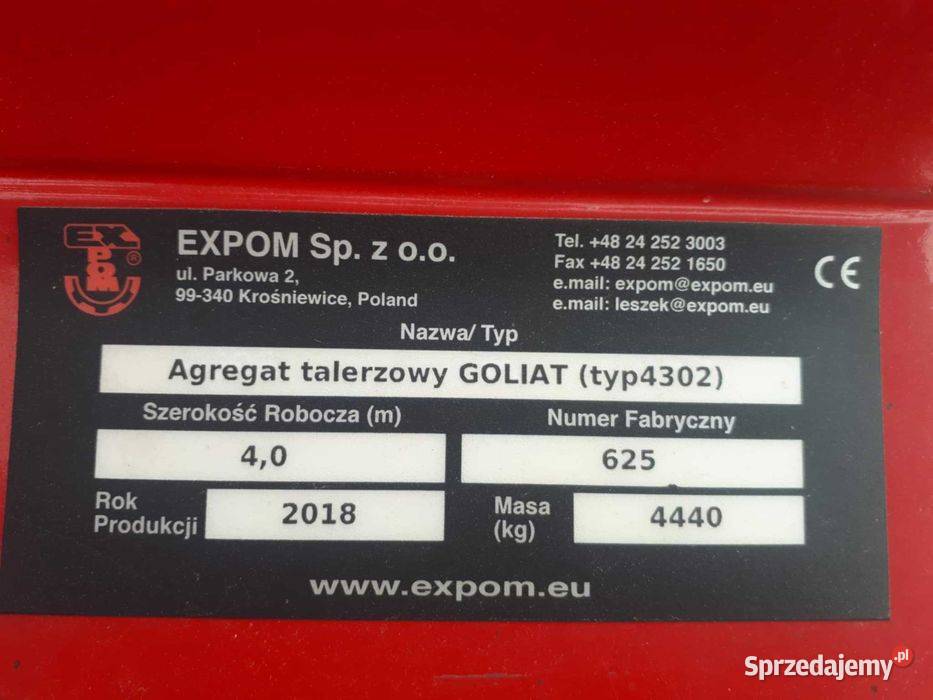 EX
POM
®
EXPOM Sp. z o.o.
ul. Parkowa 2,
99-340 Krośniewice, Poland
Tel. +48 24 252 3003
Fax +48 24 252 1650
e.mail: expom@expom.eu
e.mail: leszek@expom.eu
CE
Nazwa/ Typ
Agregat talerzowy GOLIAT (typ4302)
Szerokość Robocza (m)
4,0
Numer Fabryczny
625
Rok
Produkcji
2018
Masa
(kg)
4440
www.expom.eu
Sprzedajemy.pl